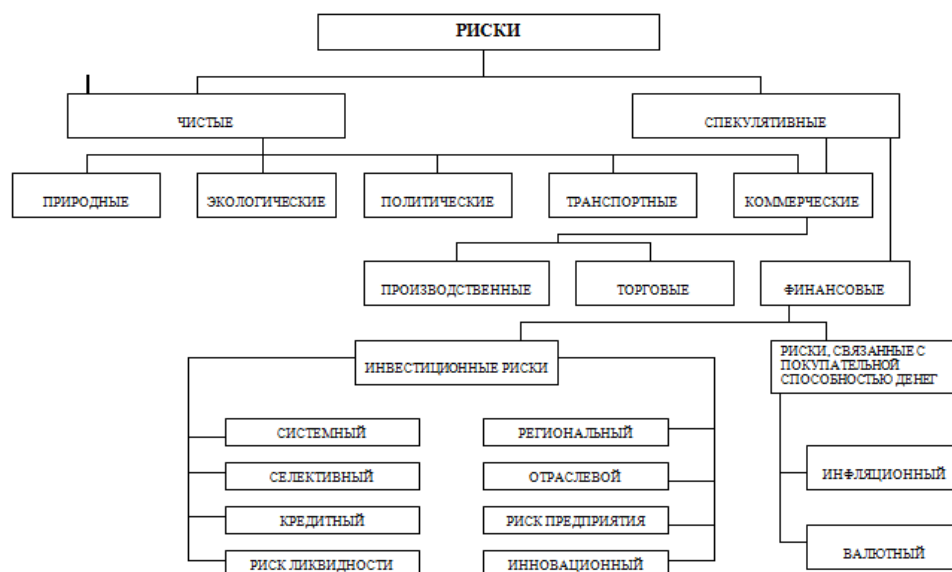 РИСКИ
ЧИСТЫЕ
СПЕКУЛЯТИВНЫЕ
ПРИРОДНЫЕ
ЭКОЛОГИЧЕСКИЕ
ПОЛИТИЧЕСКИЕ
ТРАНСПОРТНЫЕ
КОММЕРЧЕСКИЕ
ПРОИЗВОДСТВЕННЫЕ
ТОРГОВЫЕ
ФИНАНСОВЫЕ
ИНВЕСТИЦИОННЫЕ РИСКИ
РИСКИ, СВЯЗАННЫЕ С
ПОКУПАТЕЛЬНОЙ
СПОСОБНОСТЬЮ ДЕНЕГ
СИСТЕМНЫЙ
РЕГИОНАЛЬНЫЙ
СЕЛЕКТИВНЫЙ
ОТРАСЛЕВОЙ
ИНФЛЯЦИОННЫЙ
КРЕДИТНЫЙ
РИСК ПРЕДПРИЯТИЯ
РИСК ЛИКВИДНОСТИ
ИННОВАЦИОННЫЙ
ВАЛЮТНЫЙ